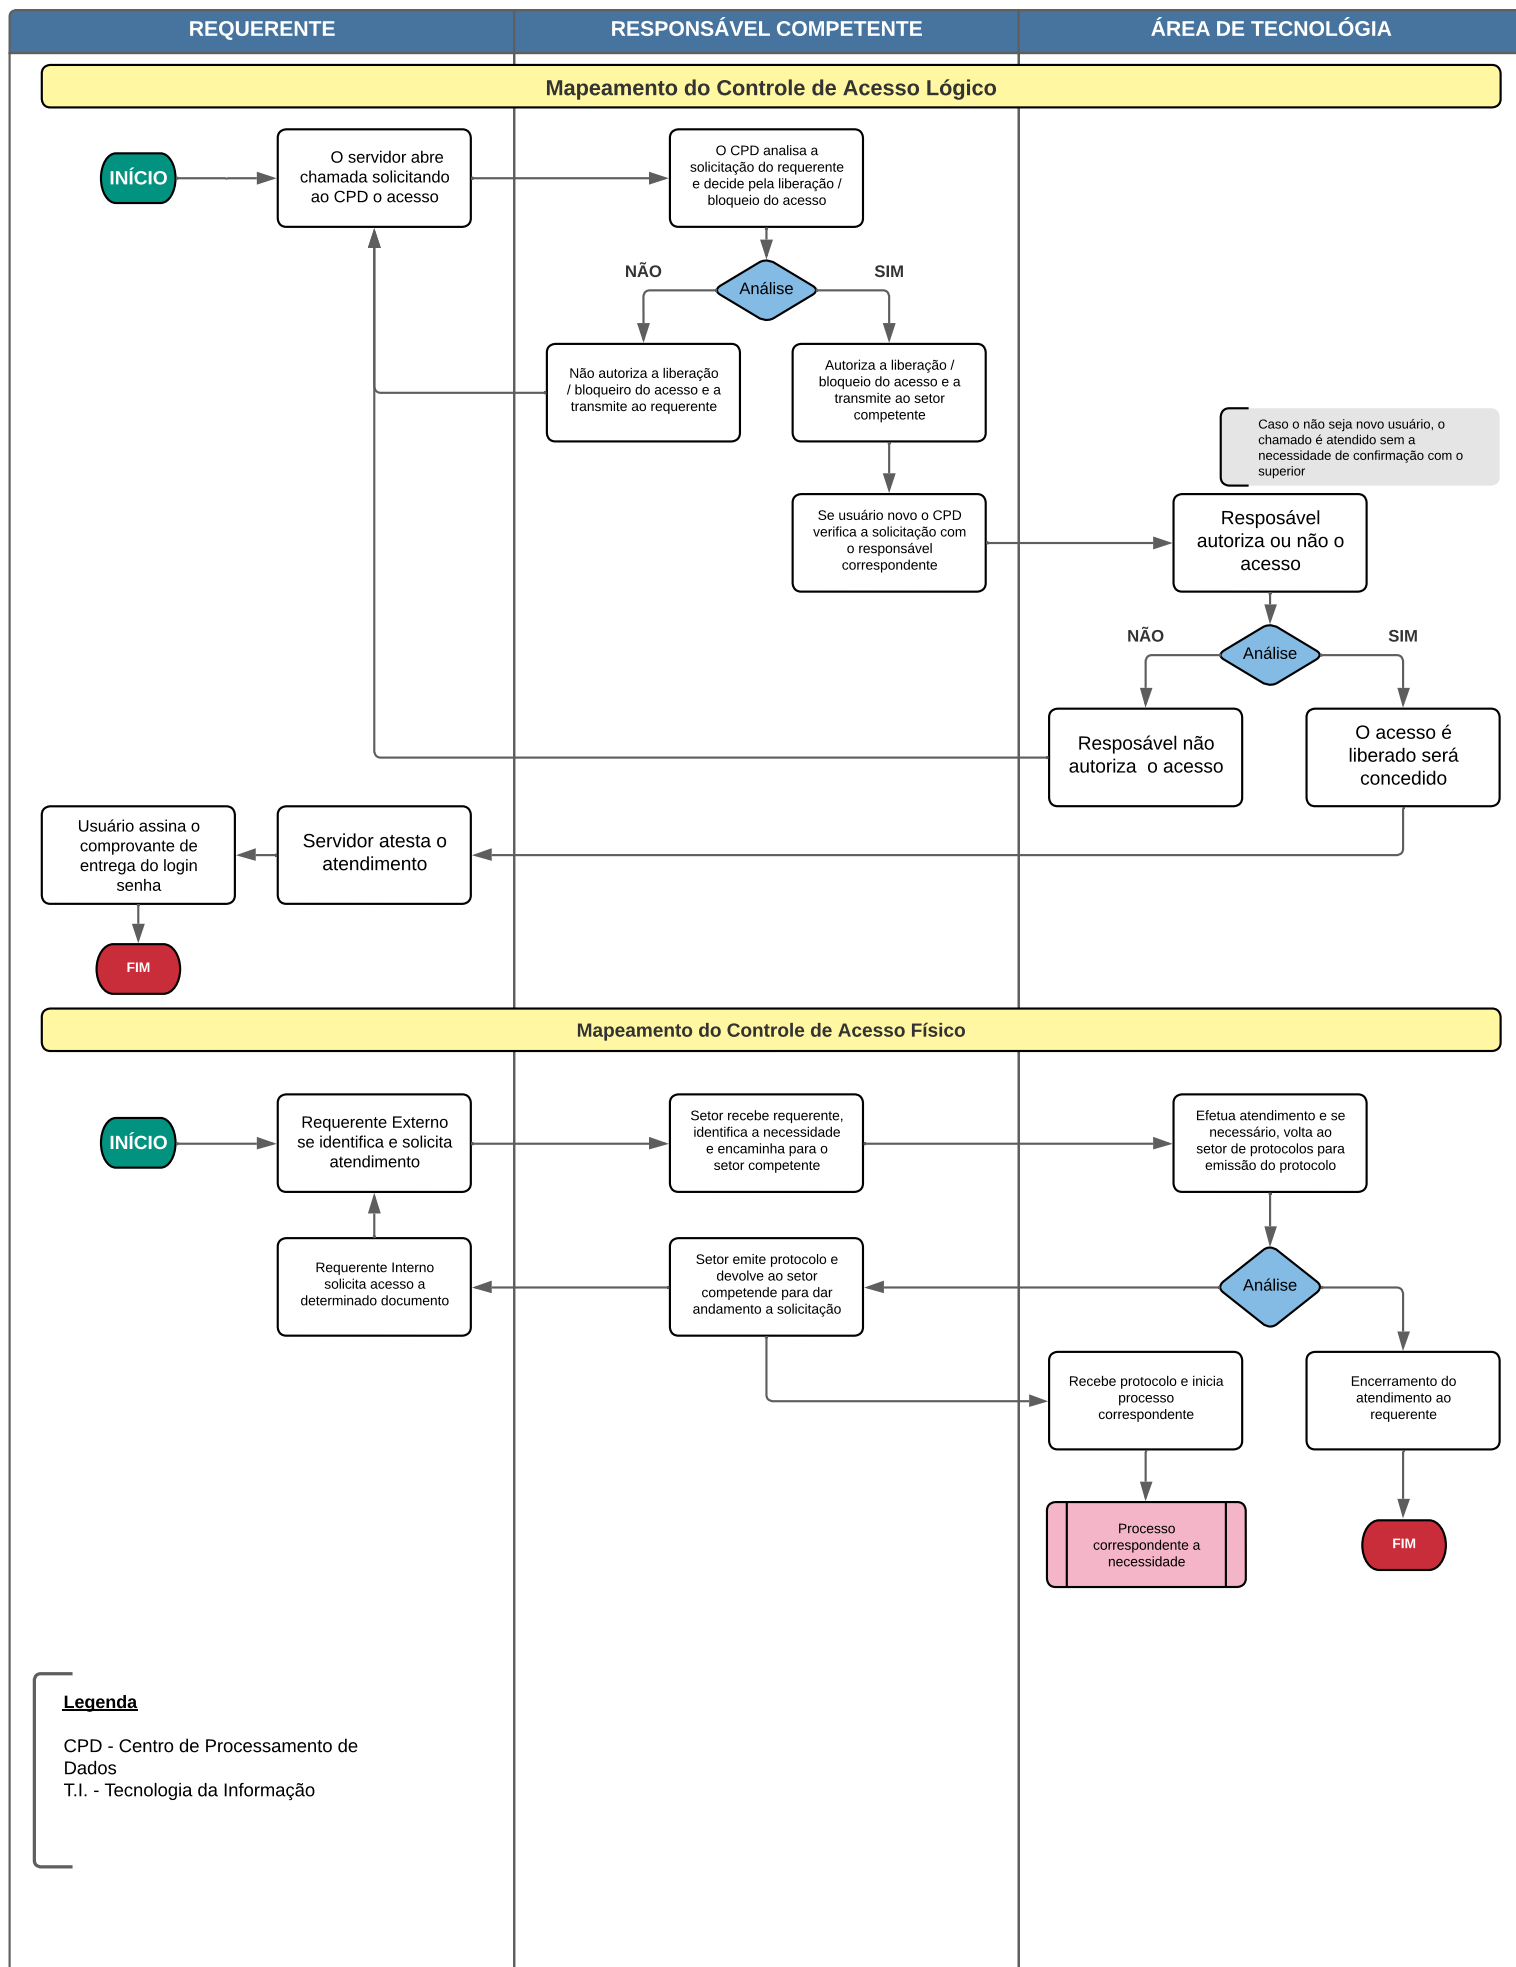 REQUERENTE
RESPONSÁVEL COMPETENTE
ÁREA DE TECNOLÓGIA
Mapeamento do Controle de Acesso Lógico
INÍCIO
O servidor abre
chamada solicitando
ao CPD o acesso
O CPD analisa a
solicitação do requerente
e decide pela liberação /
bloqueio do acesso
NÃO
Análise
SIM
Não autoriza a liberação
/ bloqueiro do acesso e a
transmite ao requerente
Autoriza a liberação /
bloqueio do acesso e a
transmite ao setor
competente
Caso o não seja novo usuário, o
chamado é atendido sem a
necessidade de confirmação com o
superior
Se usuário novo o CPD
verifica a solicitação com
o responsável
correspondente
Resposável
autoriza ou não o
acesso
NÃO
Análise
SIM
Resposável não
autoriza  o acesso
O acesso é
liberado será
concedido
Usuário assina o
comprovante de
entrega do login
senha
Servidor atesta o
atendimento
FIM
Mapeamento do Controle de Acesso Físico
INÍCIO
Requerente Externo
se identifica e solicita
atendimento
Setor recebe requerente,
identifica a necessidade
e encaminha para o
setor competente
Efetua atendimento e se
necessário, volta ao
setor de protocolos para
emissão do protocolo
Requerente Interno
solicita acesso a
determinado documento
Setor emite protocolo e
devolve ao setor
competende para dar
andamento a solicitação
Análise
Recebe protocolo e inicia
processo
correspondente
Encerramento do
atendimento ao
requerente
Processo
correspondente a
necessidade
FIM
Legenda
CPD - Centro de Processamento de
Dados
T.I. - Tecnologia da Informação